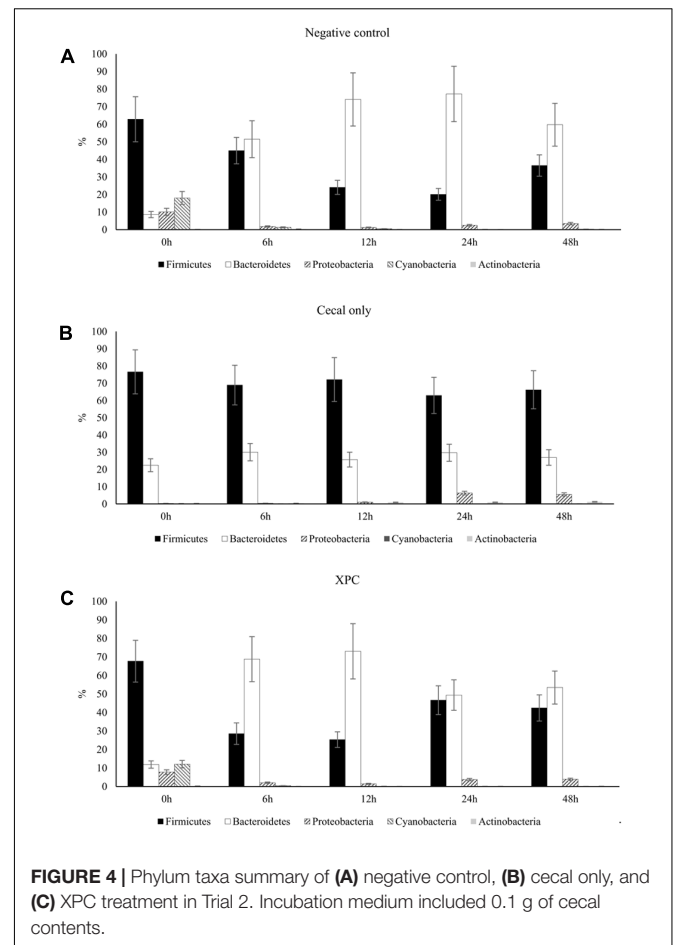 Negative control
A
100
90
80
70
60
50
40
30
20
10
0
%
0h 6h 12h 24h 48h
■Firmicutes □Bacteroidetes Proteobacteria Cyanobacteria Actinobacteria
Cecal only
B
100
90
80
70
60
50
40
30
20
10
0
%
0h 6h 12h 24h 48h
■Firmicutes □Bacteroidetes Proteobacteria ■Cyanobacteria Actinobacteria
XPC
C
100
90
80
70
60
50
40
30
20
10
0
%
0h 6h 12h 24h 48h
■Firmicutes □Bacteroidetes Proteobacteria Cyanobacteria Actinobacteria
FIGURE 4 | Phylum taxa summary of (A) negative control, (B) cecal only, and
(C) XPC treatment in Trial 2. Incubation medium included 0.1 g of cecal
contents.